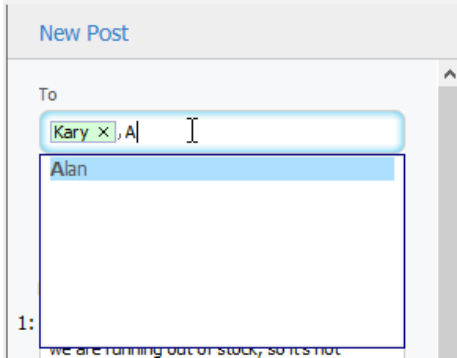 New Post
To
Kary × , A
Alan
1:
we are running out of stock, so it's not